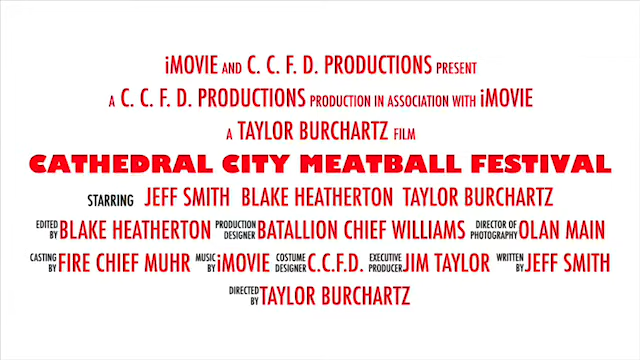 iMOVIE AND C. C. F. D. PRODUCTIONS PRESENT
A C. C. F. D. PRODUCTIONS PRODUCTION IN ASSOCIATION WITH iMOVIE
A TAYLOR BURCHARTZ FILM
CATHEDRAL CITY MEATBALL FESTIVAL
STARRING JEFF SMITH BLAKE HEATHERTON TAYLOR BURCHARTZ
EDITED BY BLAKE HEATHERTON PRODUCTION DESIGNER BATALLION CHIEF WILLIAMS DIRECTOR OF PHOTOGRAPHY OLAN MAIN
CASTING BY FIRE CHIEF MUHR MUSIC BY iMOVIE COSTUME DESIGNER C.C.F.D. EXECUTIVE PRODUCER JIM TAYLOR WRITTEN BY JEFF SMITH
DIRECTED BY TAYLOR BURCHARTZ